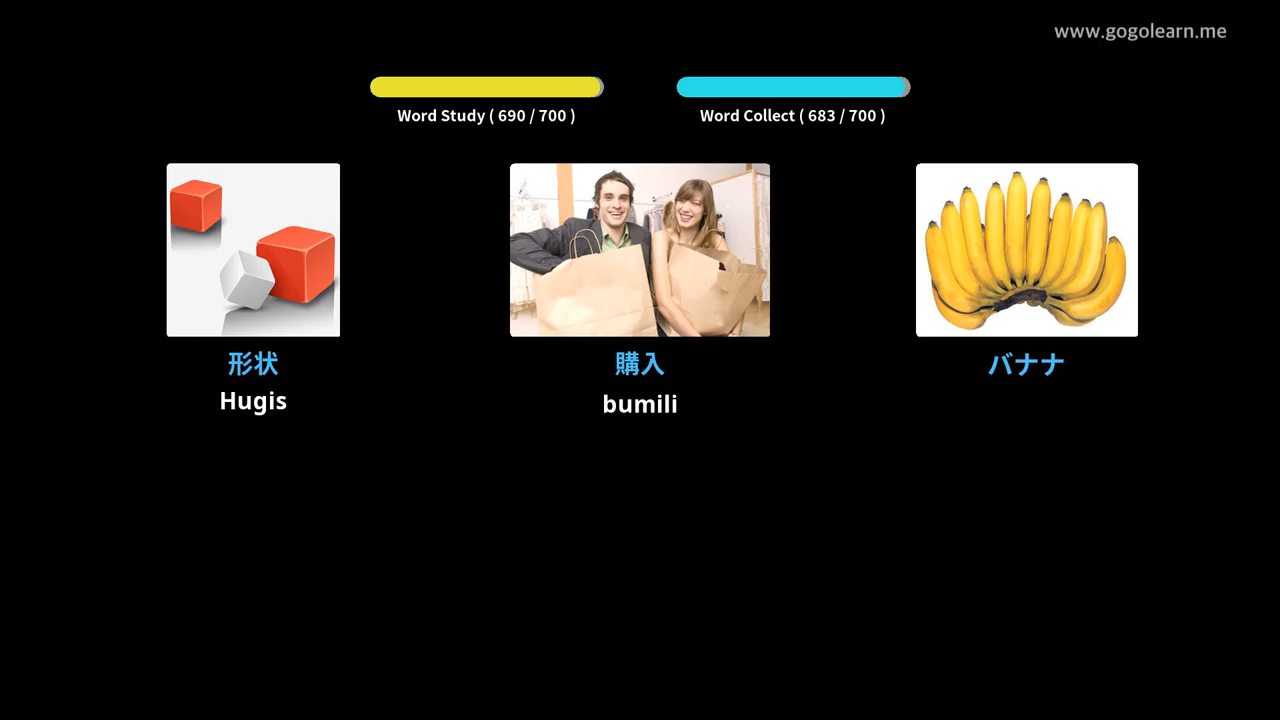 www.gogolearn.me
Word Study ( 690 / 700 )
Word Collect ( 683 / 700 )
形状
購入
バナナ
Hugis
bumili